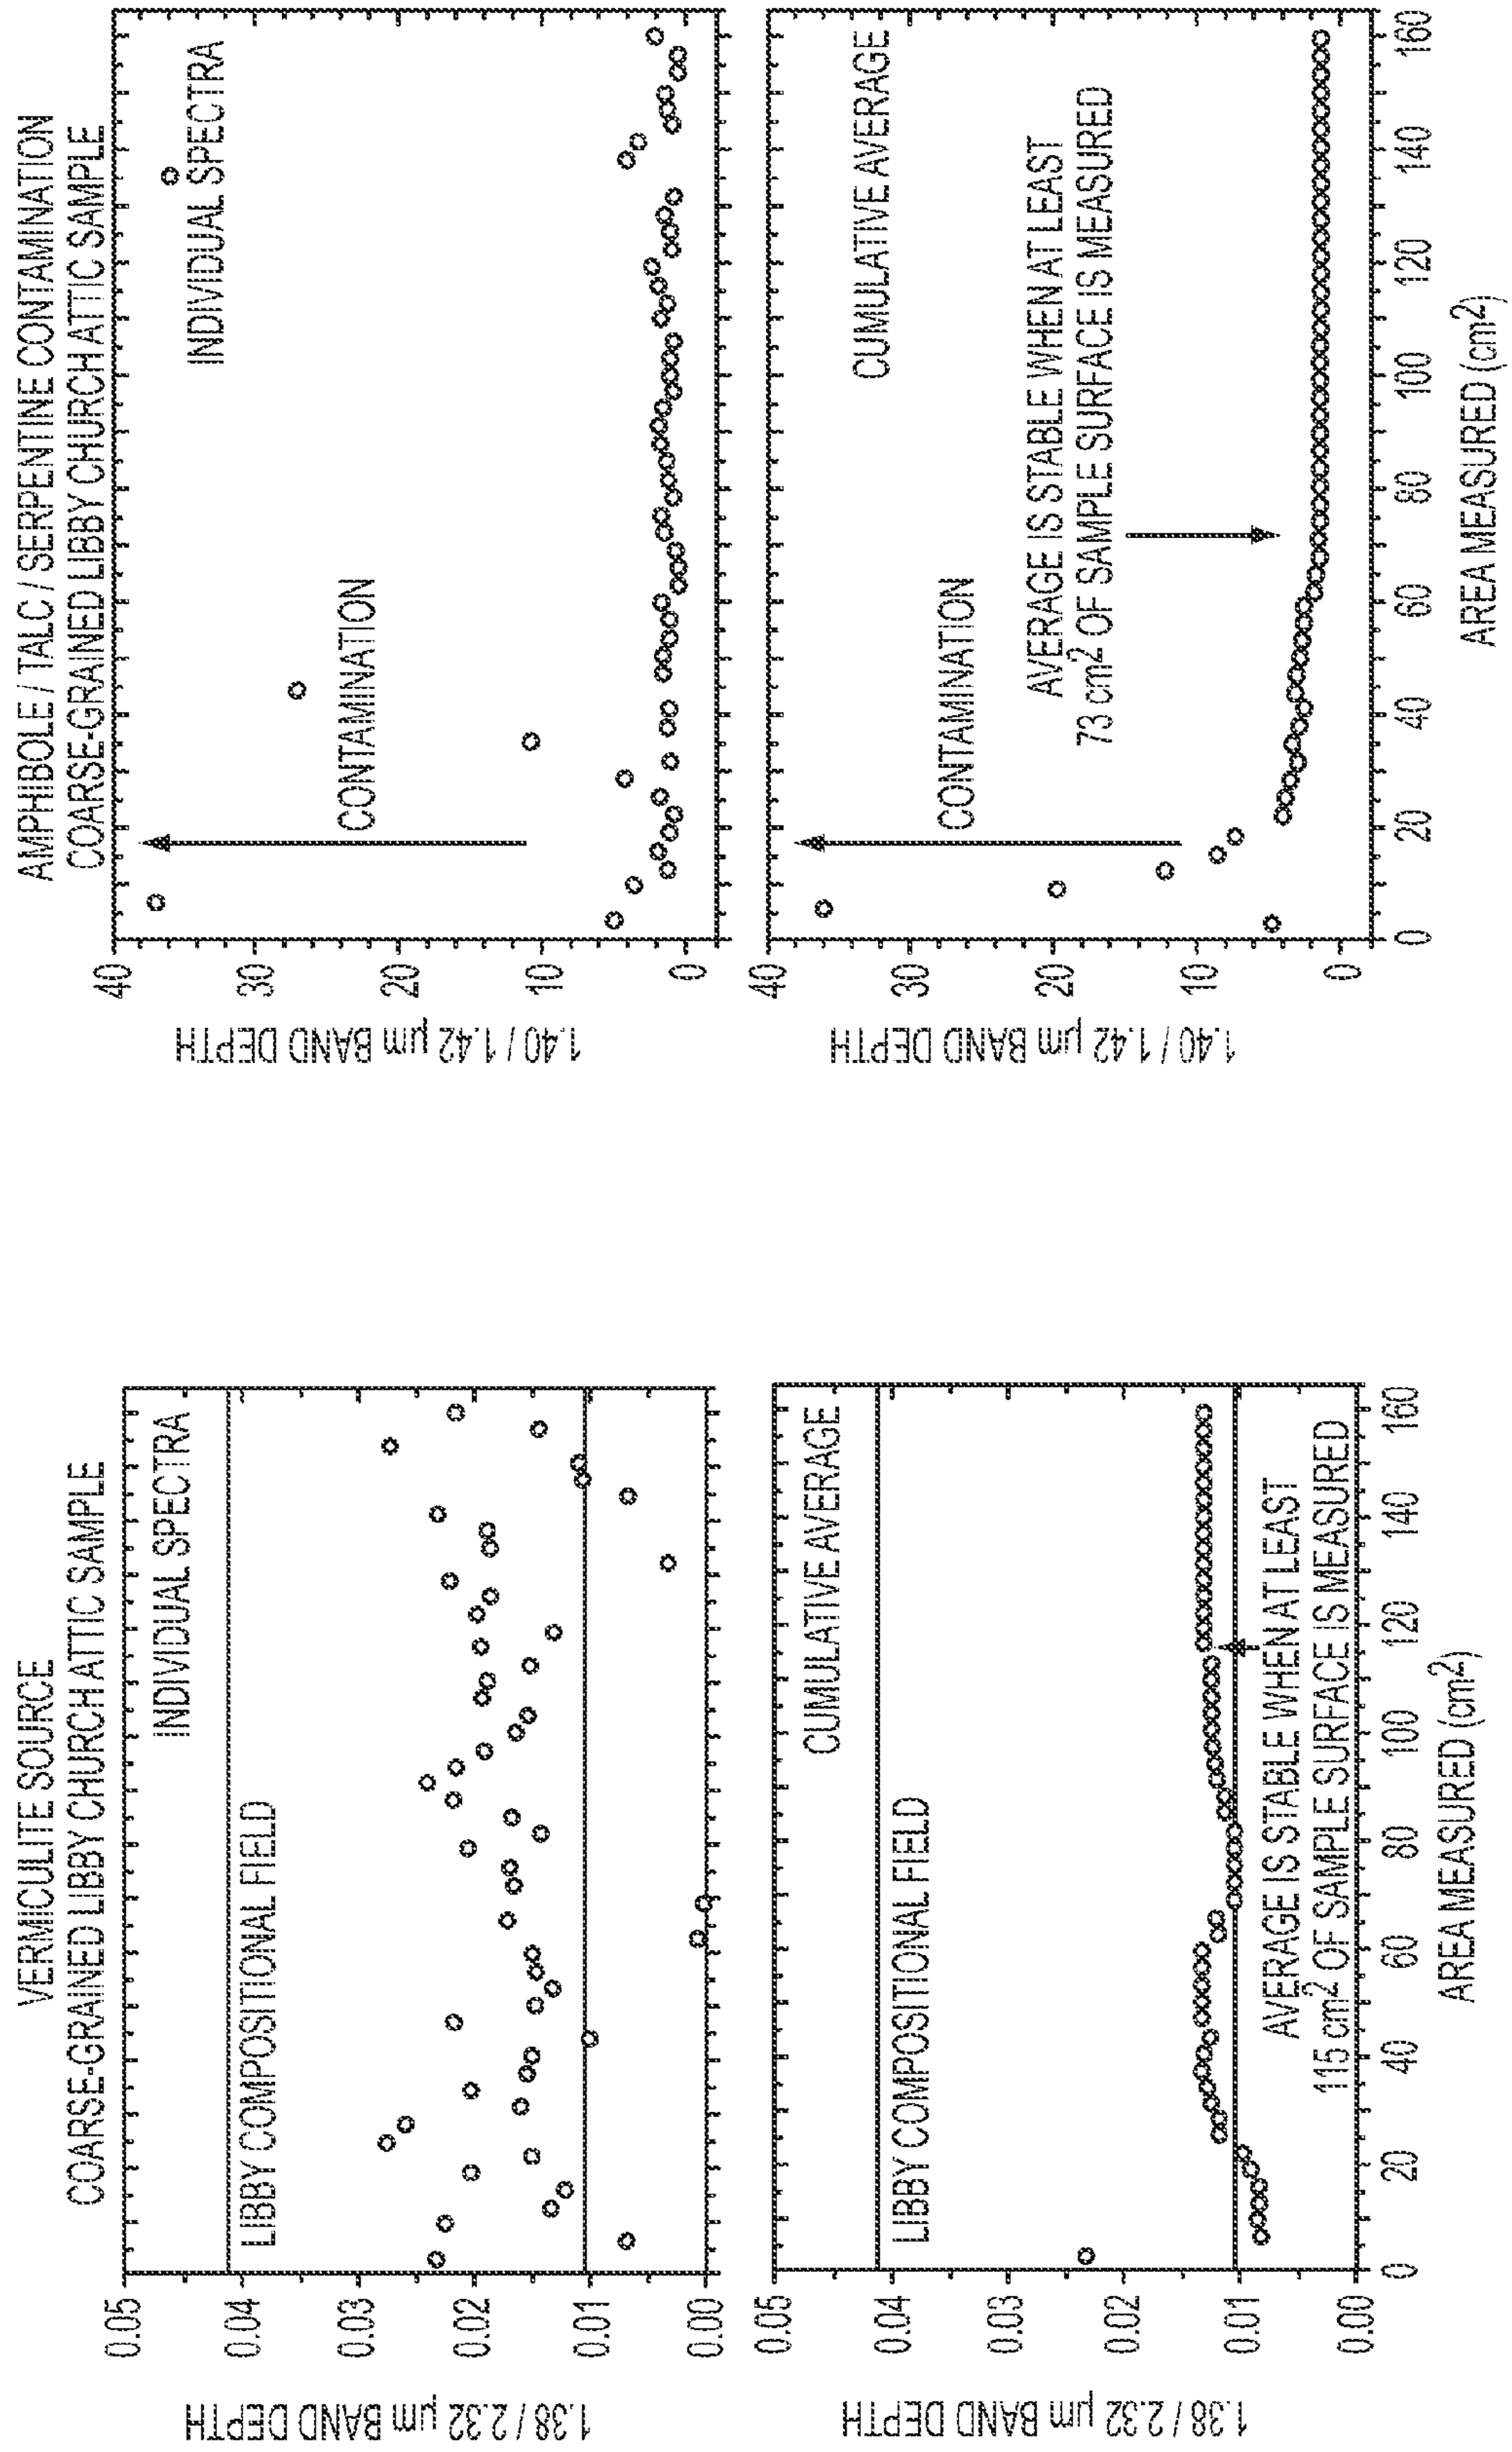 VERMICULITE SOURCE
COARSE-GRAINED LIBBY CHURCH ATTIC SAMPLE
1.38 / 2.32 µm BAND DEPTH
0.05
0.04
0.03
0.02
0.01
0.00
INDIVIDUAL SPECTRA
LIBBY COMPOSITIONAL FIELD
1.38 / 2.32 µm BAND DEPTH
0.05
0.04
0.03
0.02
0.01
0.00
CUMULATIVE AVERAGE
LIBBY COMPOSITIONAL FIELD
AVERAGE IS STABLE WHEN AT LEAST
115 cm² OF SAMPLE SURFACE IS MEASURED
0 20 40 60 80 100 120 140 160
AREA MEASURED (cm²)
AMPHIBOLE / TALC / SERPENTINE CONTAMINATION
COARSE-GRAINED LIBBY CHURCH ATTIC SAMPLE
1.40 / 1.42 µm BAND DEPTH
40
30
20
10
0
INDIVIDUAL SPECTRA
CONTAMINATION
1.40 / 1.42 µm BAND DEPTH
40
30
20
10
0
CUMULATIVE AVERAGE
CONTAMINATION
AVERAGE IS STABLE WHEN AT LEAST
73 cm² OF SAMPLE SURFACE IS MEASURED
0 20 40 60 80 100 120 140 160
AREA MEASURED (cm²)